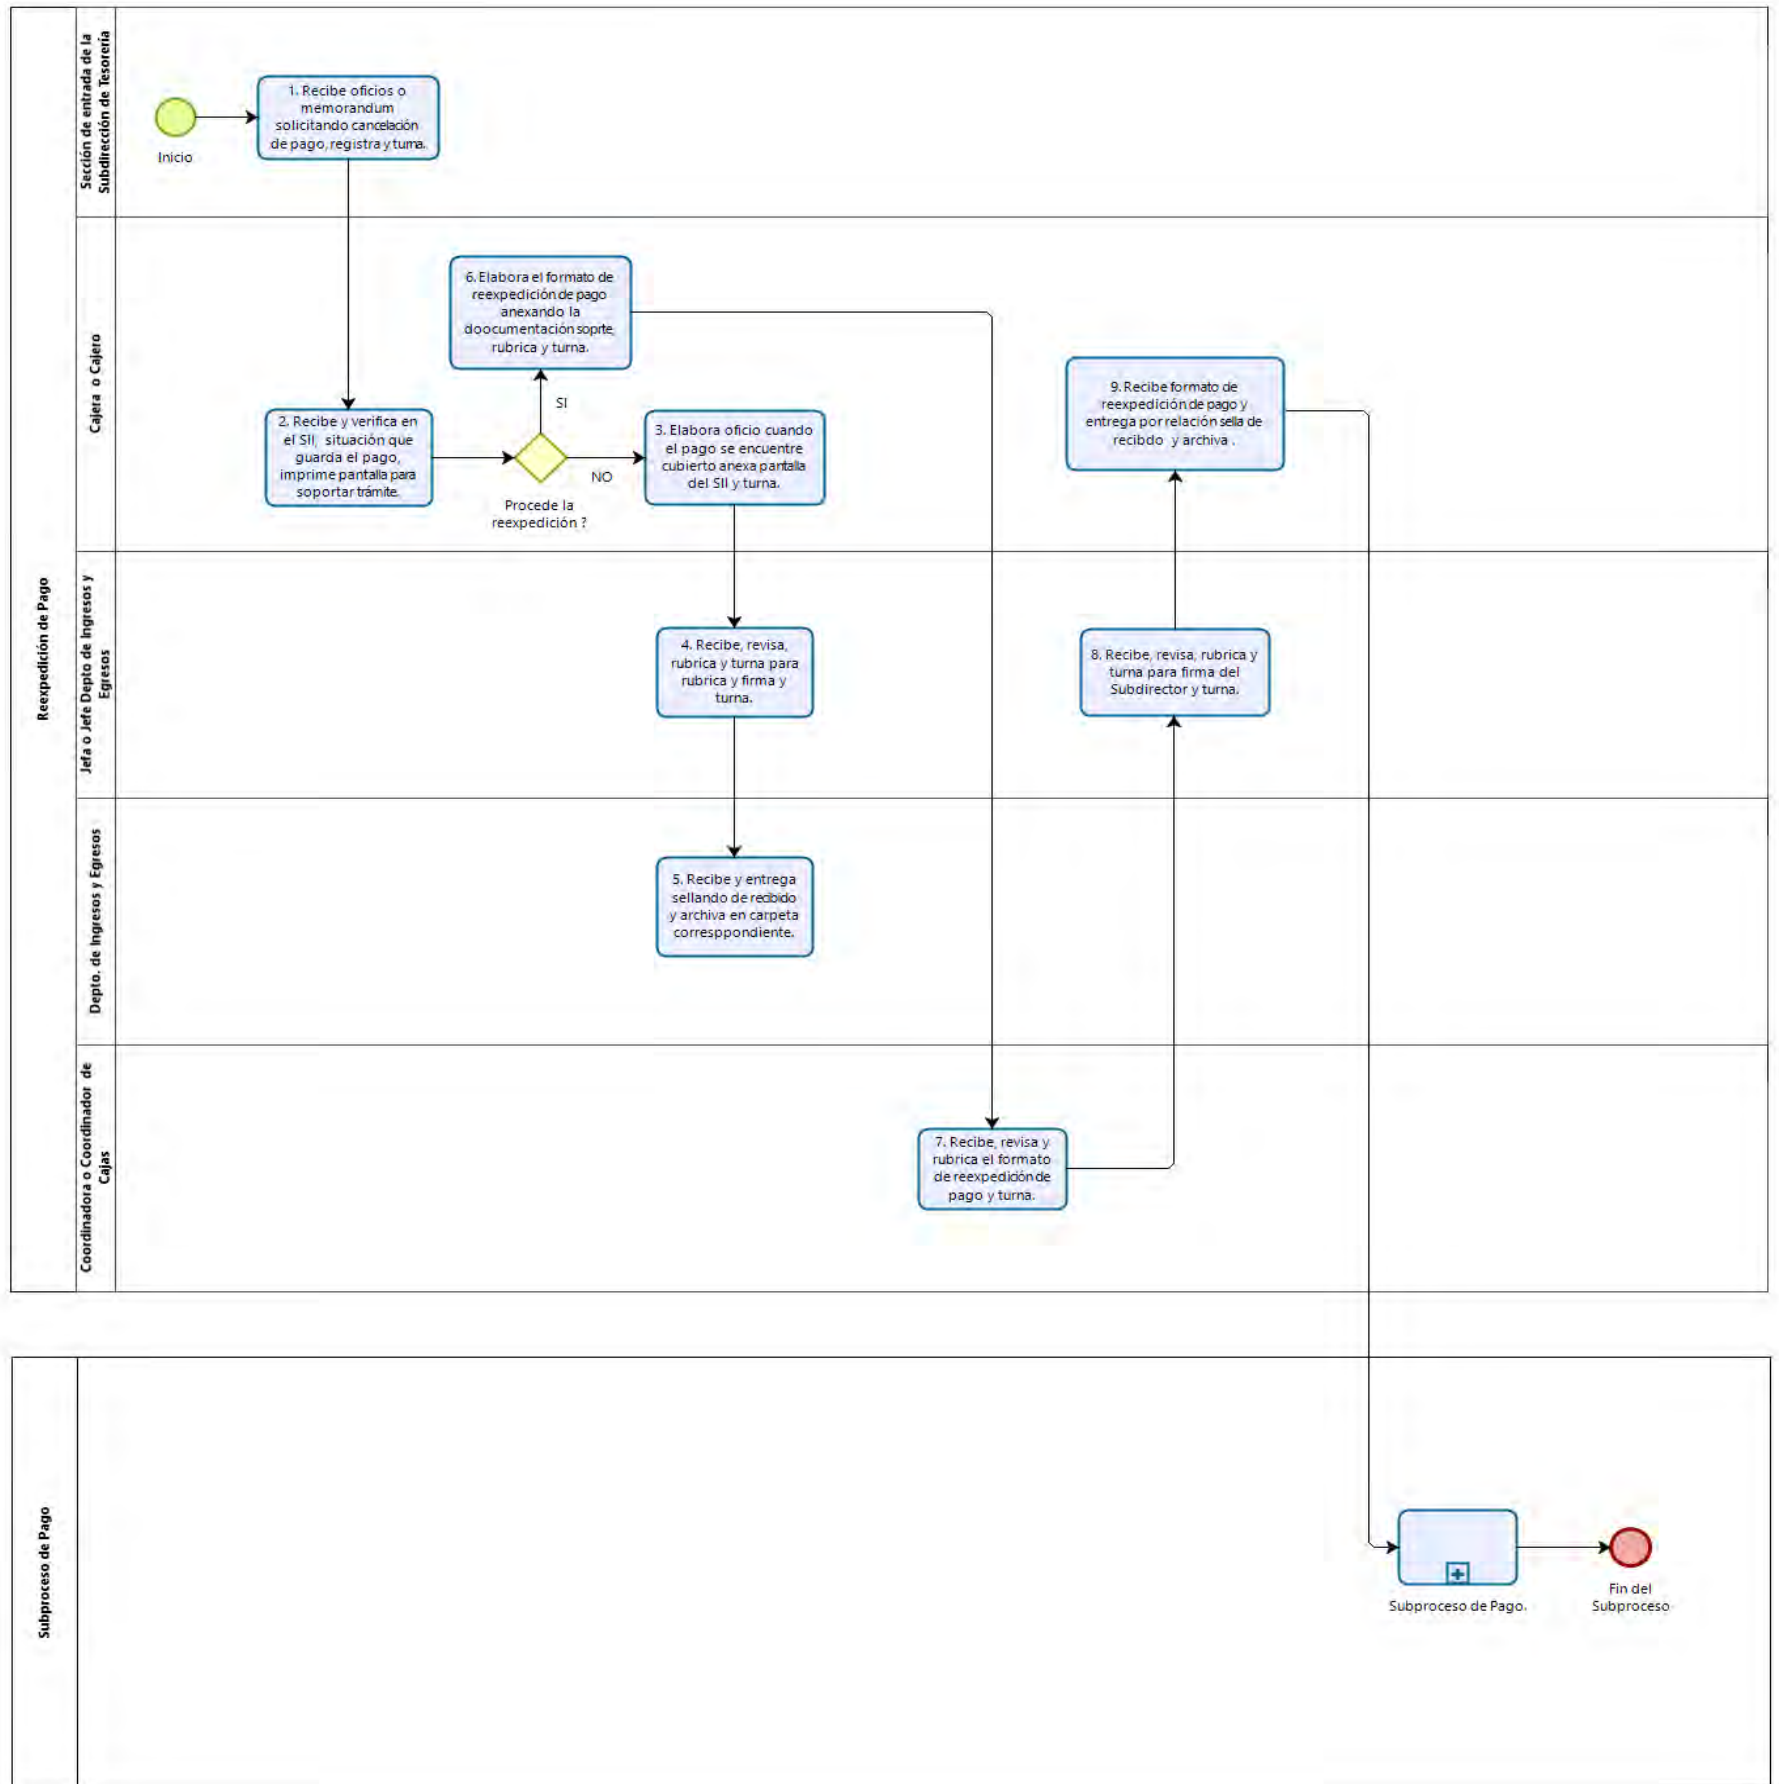 Reexpedición de Pago
Sección de entrada de la
Subdirección de Tesorería
Inicio
1. Recibe oficios o
memorandum
solicitando cancelación
de pago, registra y turna.
Cajera o Cajero
2. Recibe y verifica en
el SII, situación que
guarda el pago,
imprime pantalla para
soportar trámite.
Procede la
reexpedición ?
SI
NO
6. Elabora el formato de
reexpedición de pago
anexando la
doocumentación soprte,
rubrica y turna.
3. Elabora oficio cuando
el pago se encuentre
cubierto anexa pantalla
del SII y turna.
9. Recibe formato de
reexpedición de pago y
entrega por relación sella de
recibdo y archiva .
Jefa o Jefe Depto de Ingresos y
Egresos
4. Recibe, revisa,
rubrica y turna para
rubrica y firma y
turna.
8. Recibe, revisa, rubrica y
turna para firma del
Subdirector y turna.
Depto. de Ingresos y Egresos
5. Recibe y entrega
sellando de recibido
y archiva en carpeta
corresppondiente.
Coordinadora o Coordinador de
Cajas
7. Recibe, revisa y
rubrica el formato
de reexpedición de
pago y turna.
Subproceso de Pago
Subproceso de Pago.
Fin del
Subproceso